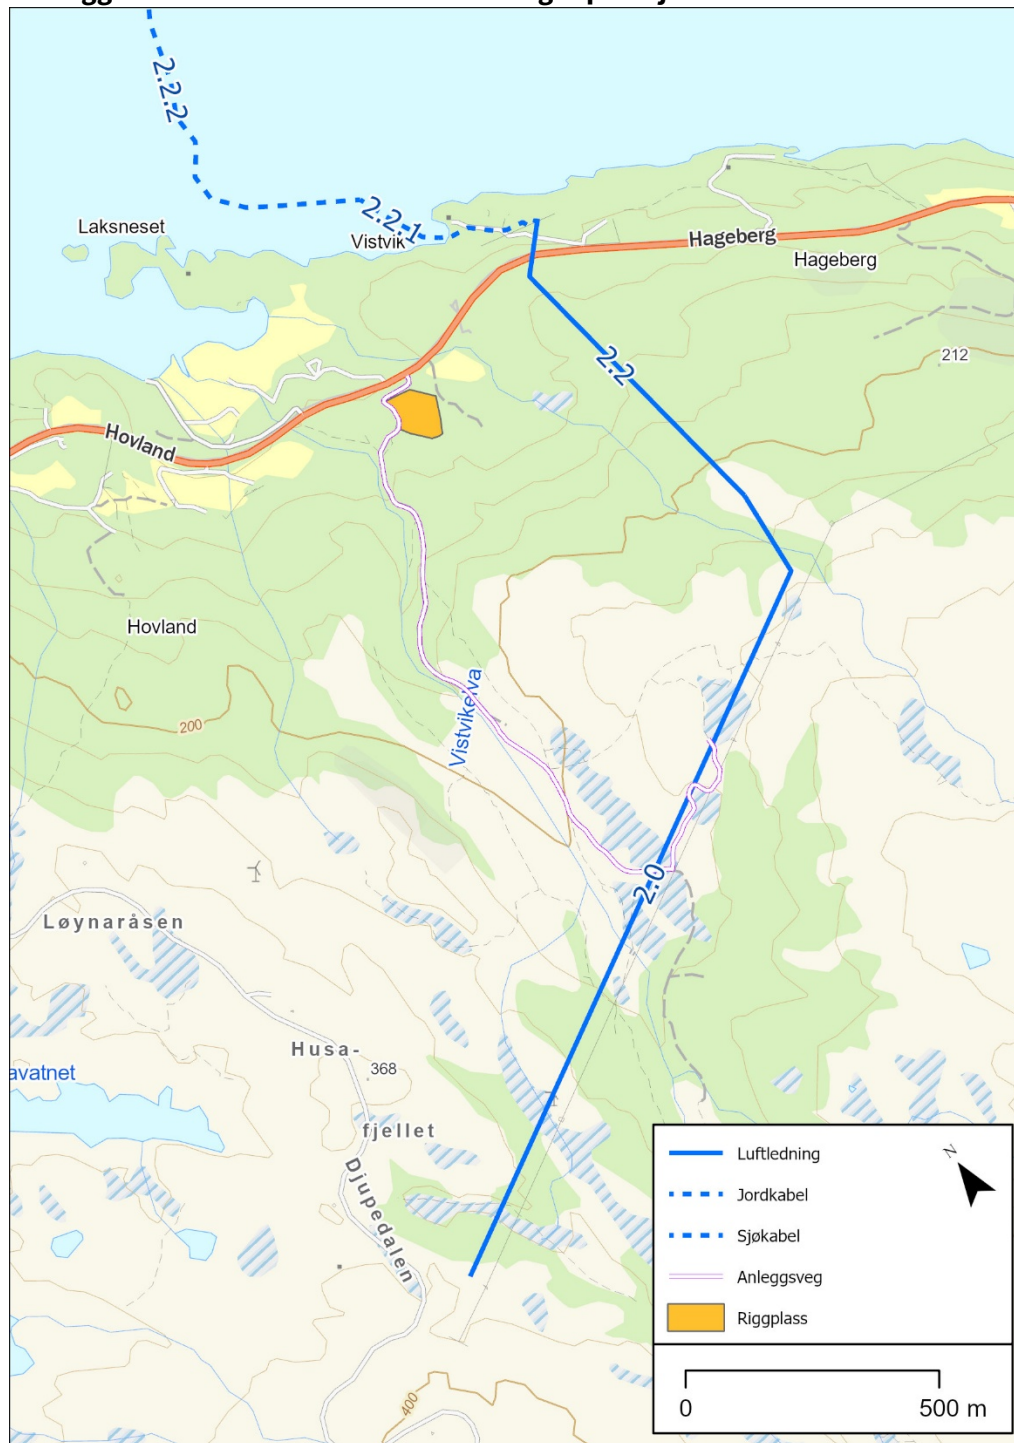 2.2.2
Laksneset
2.2.1
Vistvik
Hageberg
Hageberg
212
2.2
Hovland
Hovland
Vistvikelva
200
2.0
Løynaråsen
Husa-
368
avatnet
fjellet
Djupedalen
400
Luftledning
N
Jordkabel
Sjøkabel
Anleggsveg
Riggplass
0
500 m